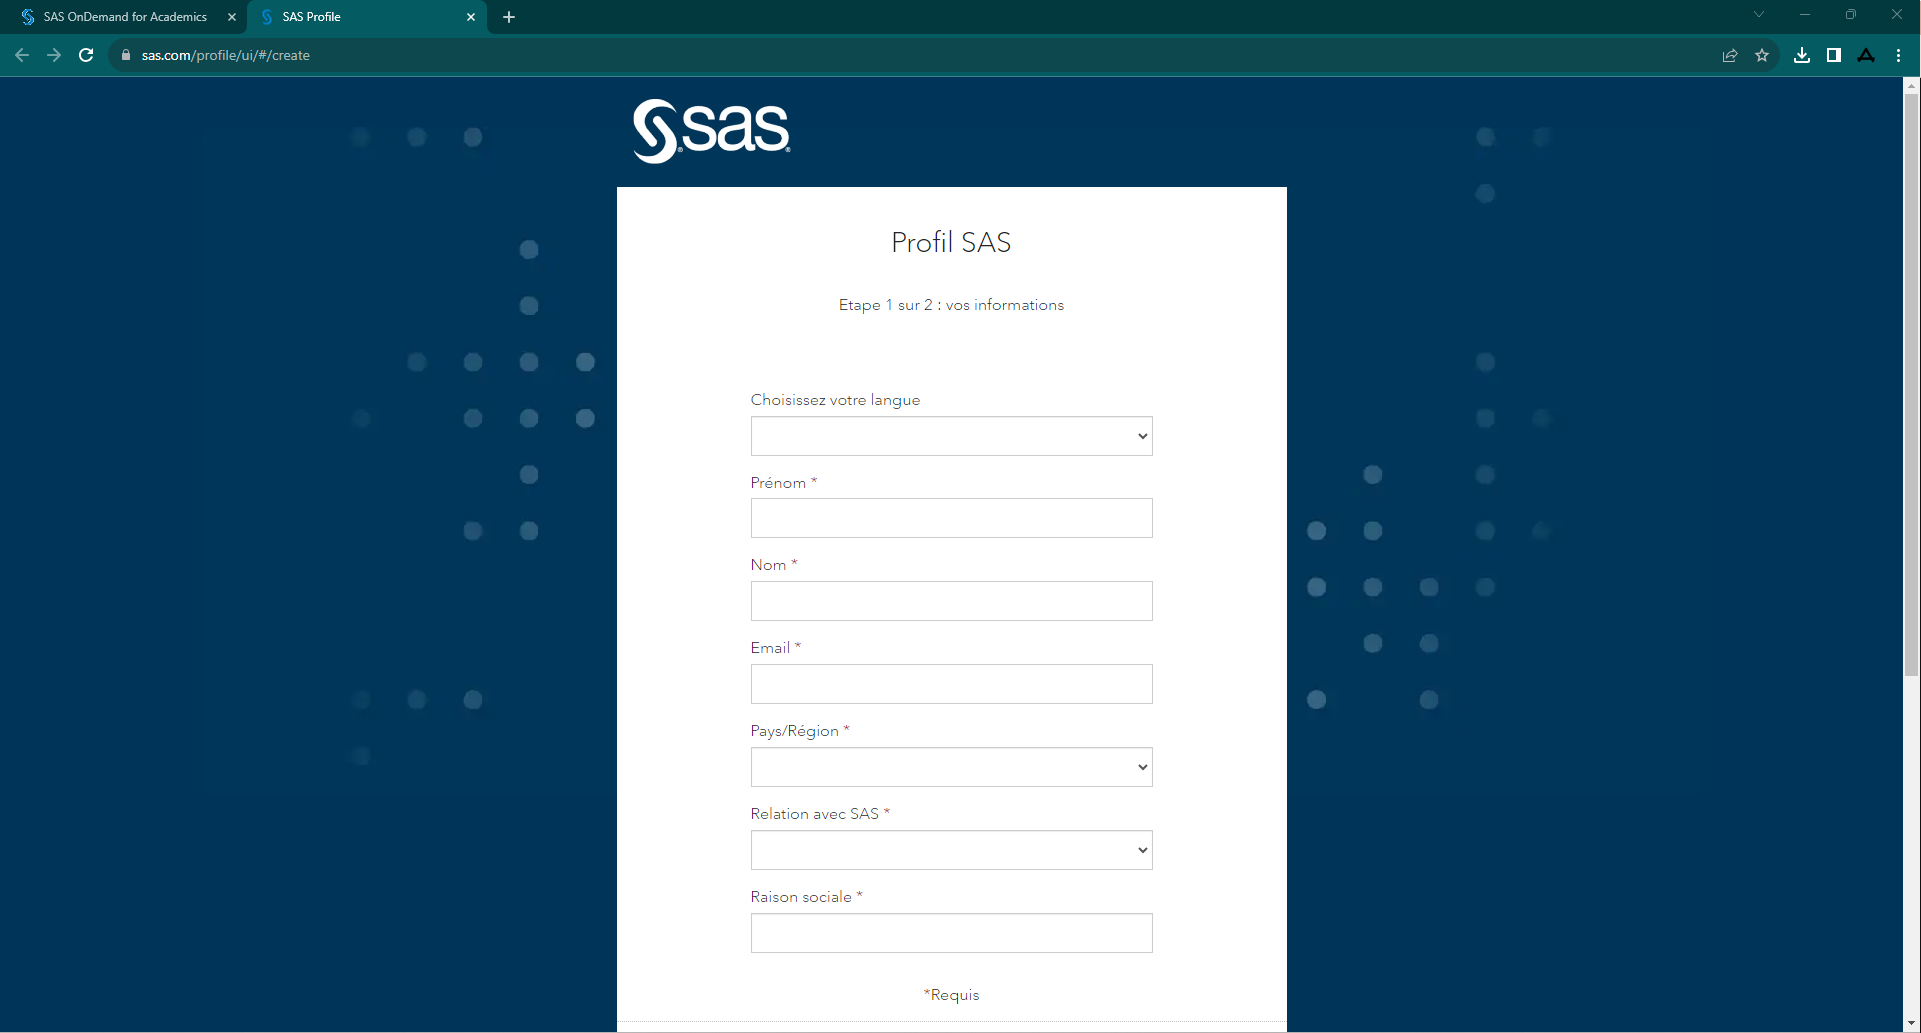 SAS OnDemand for Academics
SAS Profile
sas.com/profile/ui/#/create
sas
Profil SAS
Etape 1 sur 2 : vos informations
Choisissez votre langue
Prénom *
Nom *
Email *
Pays/Région *
Relation avec SAS *
Raison sociale *
*Requis